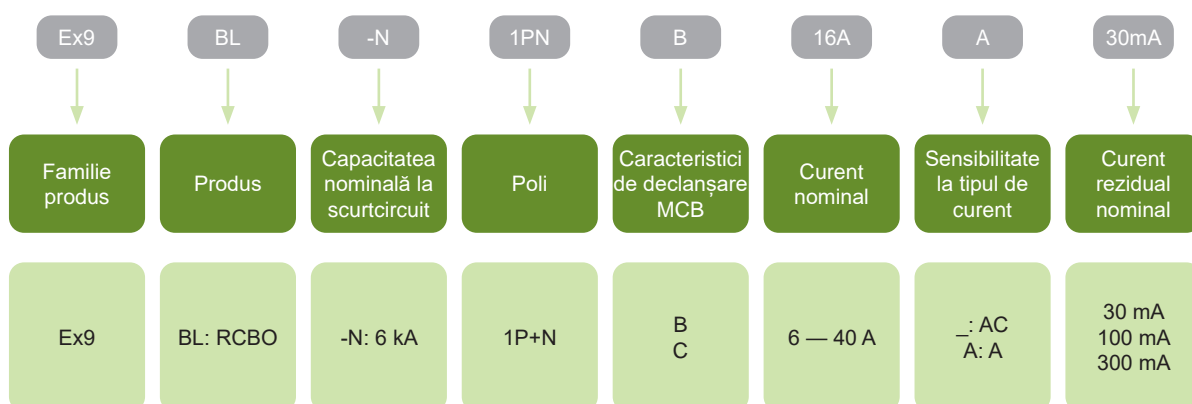 Ex9 BL -N 1PN B 16A A 30mA
Familie
produs
Produs
Capacitatea
nominală la
scurtcircuit
Poli
Caracteristici
de declanșare
MCB
Curent
nominal
Sensibilitate
la tipul de
curent
Curent
rezidual
nominal
Ex9
BL: RCBO
-N: 6 kA
1P+N
B
C
6 — 40 A
_: AC
A: A
30 mA
100 mA
300 mA